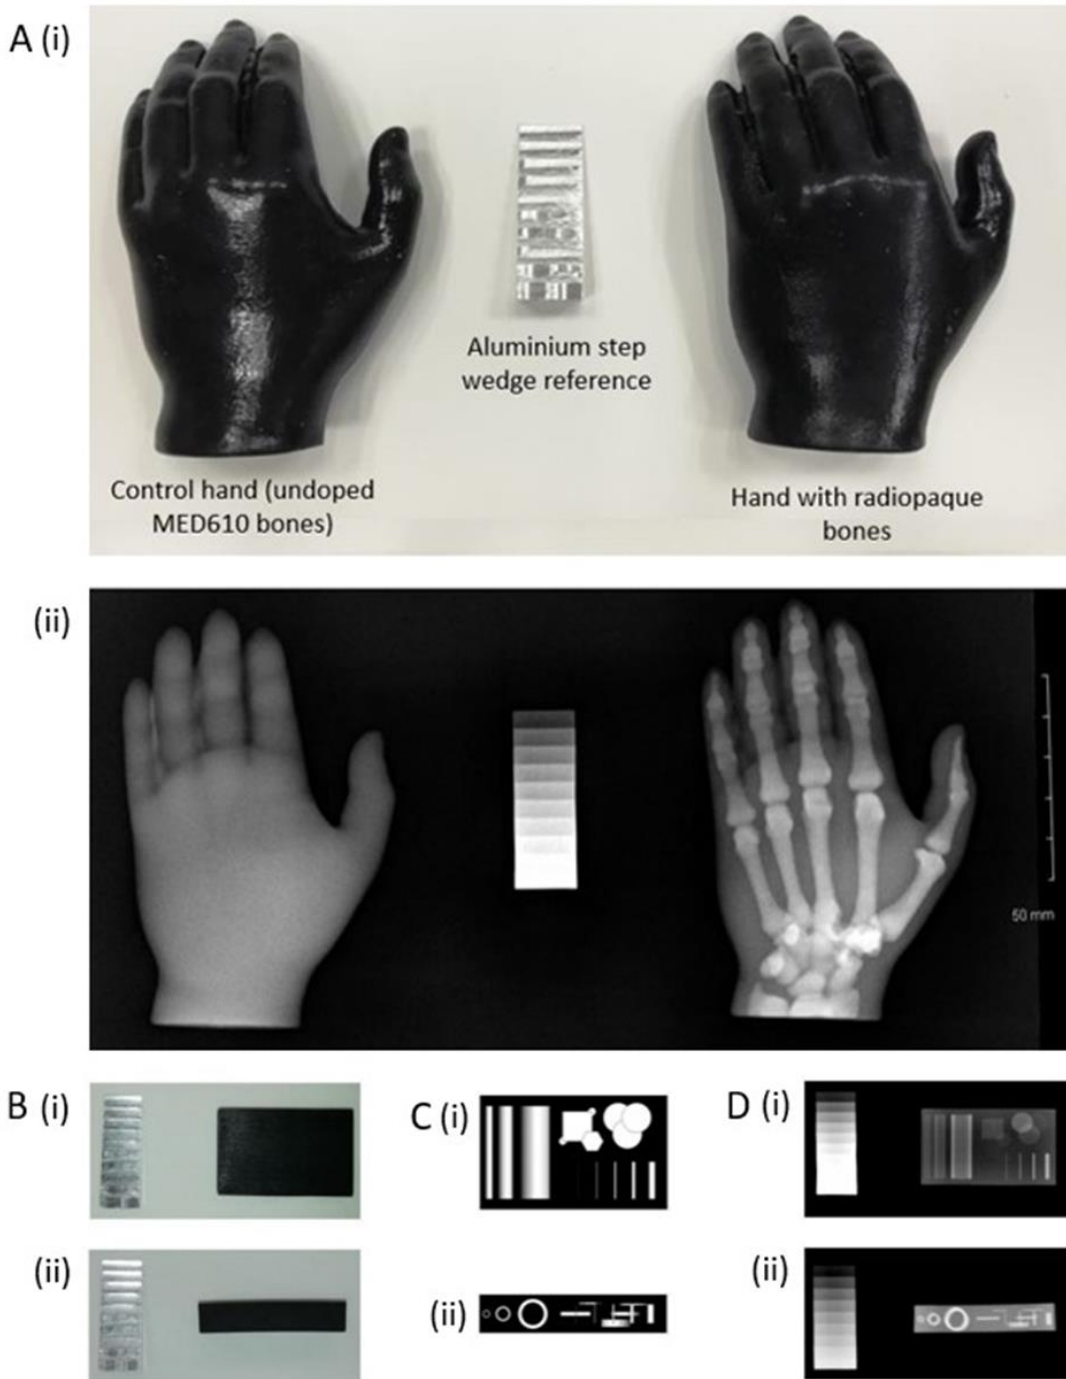 A (i)
Aluminium step
wedge reference
Control hand (undoped
MED610 bones)
Hand with radiopaque
bones
(ii)
50 mm
B (i)
C (i)
D (i)
(ii)
(ii)
(ii)